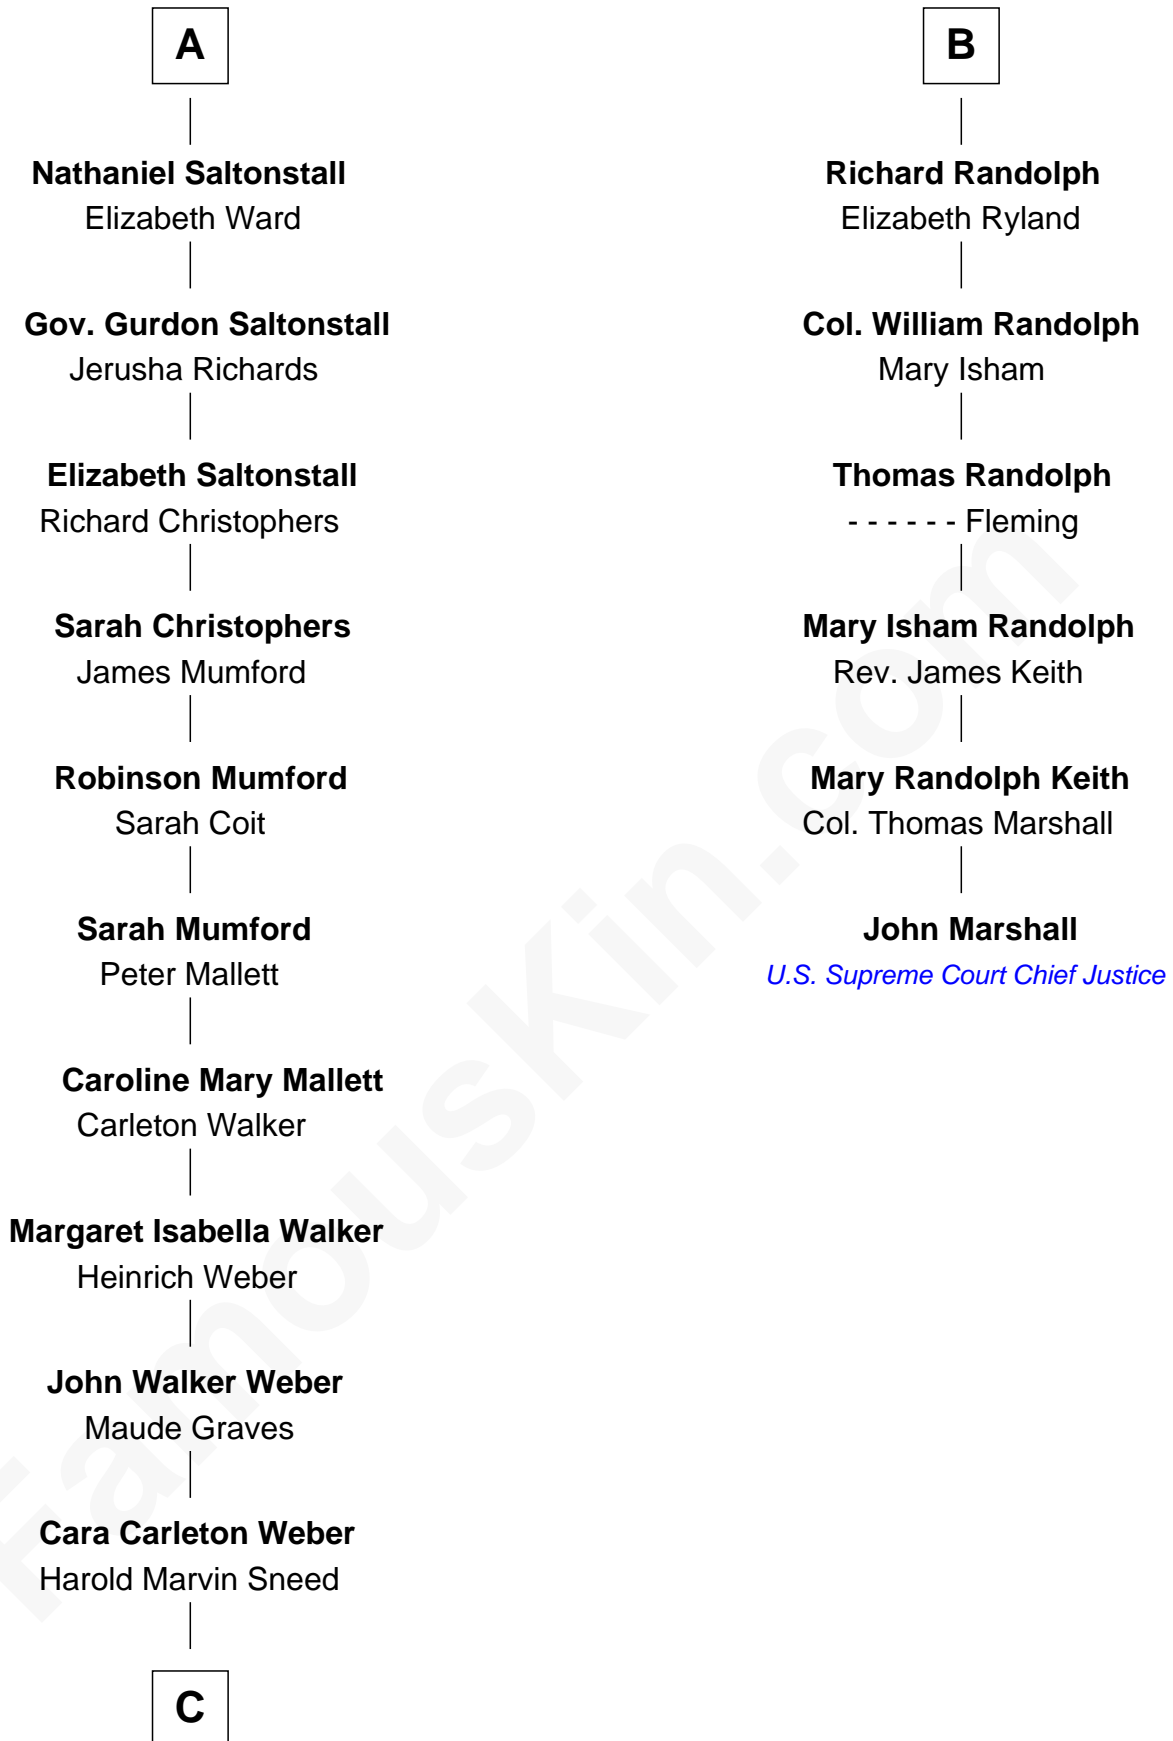 A
Nathaniel Saltonstall
Elizabeth Ward
Gov. Gurdon Saltonstall
Jerusha Richards
Elizabeth Saltonstall
Richard Christophers
Sarah Christophers
James Mumford
Robinson Mumford
Sarah Coit
Sarah Mumford
Peter Mallett
Caroline Mary Mallett
Carleton Walker
Margaret Isabella Walker
Heinrich Weber
John Walker Weber
Maude Graves
Cara Carleton Weber
Harold Marvin Sneed
C
B
Richard Randolph
Elizabeth Ryland
Col. William Randolph
Mary Isham
Thomas Randolph
- - - - - - Fleming
Mary Isham Randolph
Rev. James Keith
Mary Randolph Keith
Col. Thomas Marshall
John Marshall
U.S. Supreme Court Chief Justice
FamousKin.com